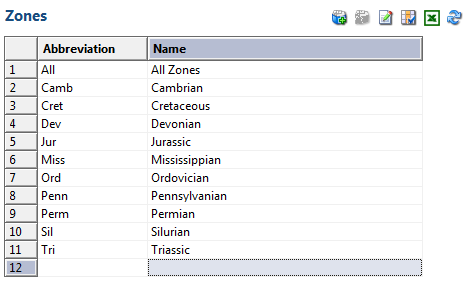 Zones
Abbreviation Name
1 All All Zones
2 Camb Cambrian
3 Cret Cretaceous
4 Dev Devonian
5 Jur Jurassic
6 Miss Mississippian
7 Ord Ordovician
8 Penn Pennsylvanian
9 Perm Permian
10 Sil Silurian
11 Tri Triassic
12